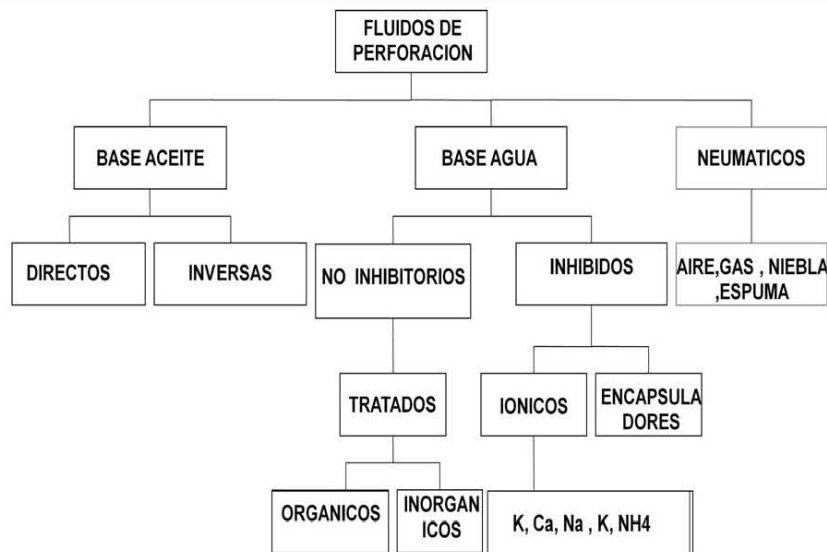 FLUIDOS DE
PERFORACION
BASE ACEITE
BASE AGUA
NEUMATICOS
DIRECTOS
INVERSAS
NO INHIBITORIOS
INHIBIDOS
AIRE,GAS , NIEBLA
,ESPUMA
TRATADOS
IONICOS
ENCAPSULA
DORES
ORGANICOS
INORGAN
ICOS
K, Ca, Na , K, NH4